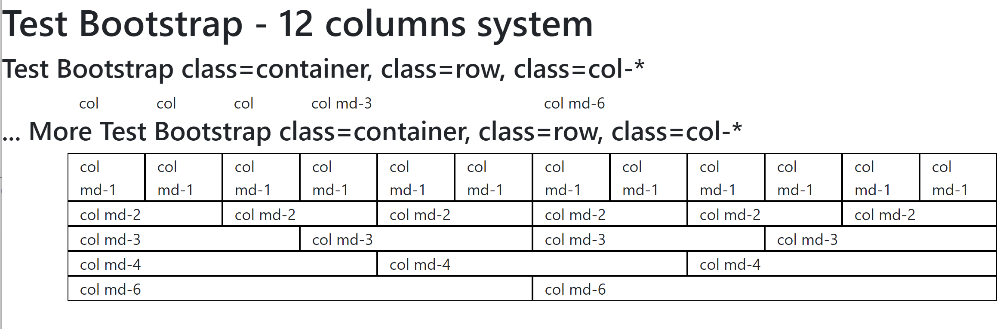 Test Bootstrap - 12 columns system
Test Bootstrap class=container, class=row, class=col-*
col col col col md-3 col md-6
... More Test Bootstrap class=container, class=row, class=col-*
col col col col col col col col col col col col
md-1 md-1 md-1 md-1 md-1 md-1 md-1 md-1 md-1 md-1 md-1 md-1
col md-2 col md-2 col md-2 col md-2 col md-2 col md-2
col md-3 col md-3 col md-3 col md-3
col md-4 col md-4 col md-4
col md-6 col md-6